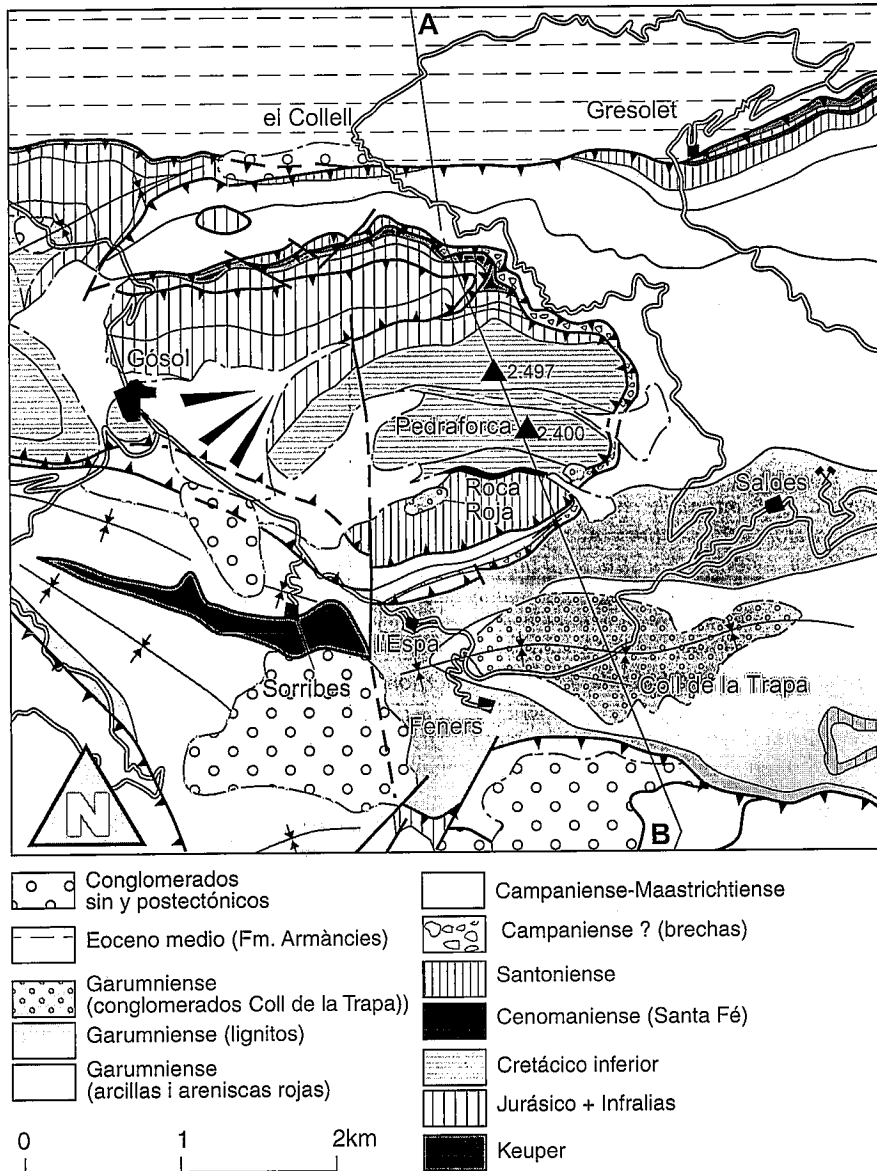 A
el Collell
Gresolet
Gósol
2.497
Pedraforca
2.400
Roca
Roja
Saldes
l'Espà
Sorribes
Coll de la Trapa
Feners
N
B
Conglomerados
sin y postectónicos
Eoceno medio (Fm. Armàncies)
Garumniense
(conglomerados Coll de la Trapa))
Garumniense (lignitos)
Garumniense
(arcillas i areniscas rojas)
Campaniense-Maastrichtiense
Campaniense ? (brechas)
Santoniense
Cenomaniense (Santa Fé)
Cretácico inferior
Jurásico + Infralias
Keuper
0 1 2km